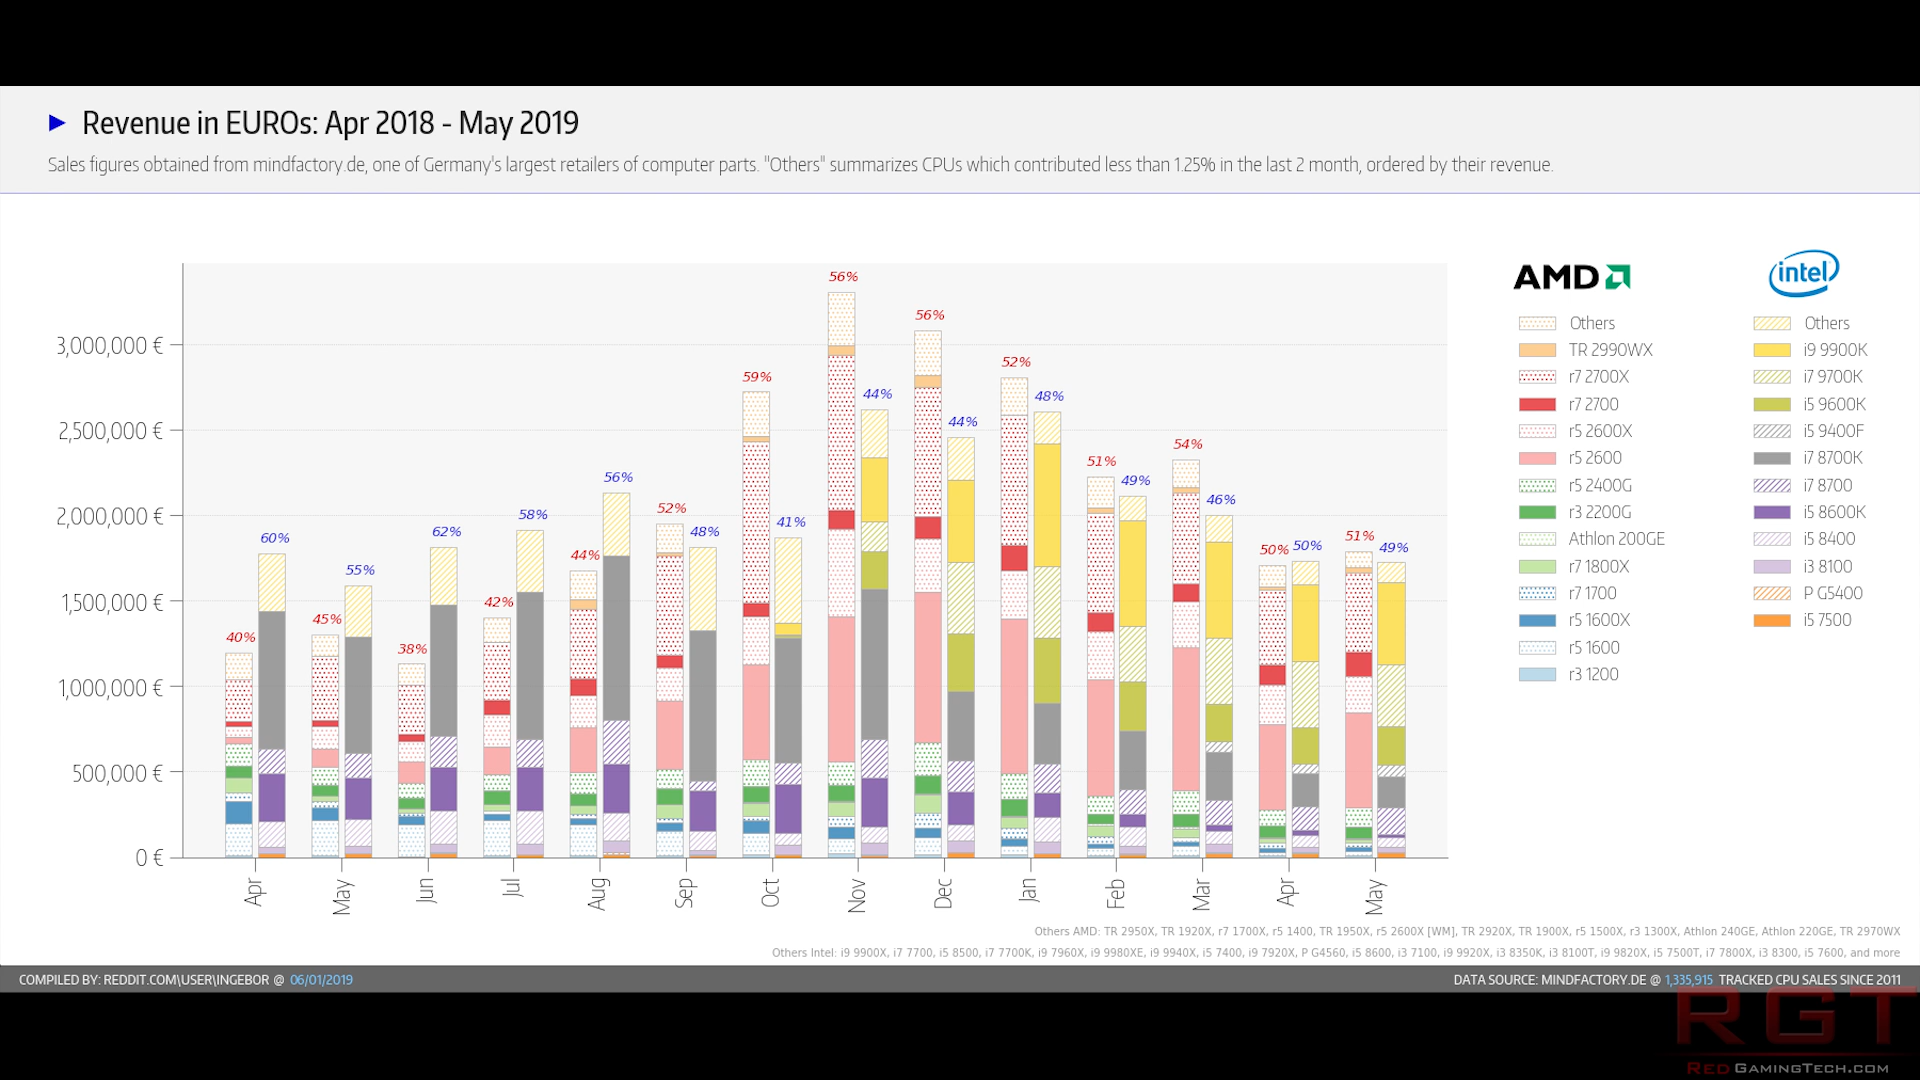 Revenue in EUROs: Apr 2018 - May 2019
Sales figures obtained from mindfactory.de, one of Germany's largest retailers of computer parts. "Others" summarizes CPUs which contributed less than 1.25% in the last 2 month, ordered by their revenue.
3,000,000 €
2,500,000 €
2,000,000 €
1,500,000 €
1,000,000 €
500,000 €
0 €
40% 60%
45% 55%
38% 62%
42% 58%
44% 56%
52% 48%
59% 41%
56% 44%
56% 44%
52% 48%
51% 49%
54% 46%
50% 50%
51% 49%
Apr
May
Jun
Jul
Aug
Sep
Oct
Nov
Dec
Jan
Feb
Mar
Apr
May
AMD
Others
TR 2990WX
r7 2700X
r7 2700
r5 2600X
r5 2600
r5 2400G
r3 2200G
Athlon 200GE
r7 1800X
r7 1700
r5 1600X
r5 1600
r3 1200
intel
Others
i9 9900K
i7 9700K
i5 9600K
i5 9400F
i7 8700K
i7 8700
i5 8600K
i5 8400
i3 8100
P G5400
i5 7500
Others AMD: TR 2950X, TR 1920X, r7 1700X, r5 1400, TR 1950X, r5 2600X [WM], TR 2920X, TR 1900X, r5 1500X, r3 1300X, Athlon 240GE, Athlon 220GE, TR 2970WX
Others Intel: i9 9900X, i7 7700, i5 8500, i7 7700K, i9 7960X, i9 9980XE, i9 9940X, i5 7400, i9 7920X, P G4560, i5 8600, i3 7100, i9 9920X, i3 8350K, i3 8100T, i9 9820X, i5 7500T, i7 7800X, i3 8300, i5 7600, and more
COMPILED BY: REDDIT.COM\USER\INGEBOR @ 06/01/2019
DATA SOURCE: MINDFACTORY.DE @ 1,335,915 TRACKED CPU SALES SINCE 2011
RGT
RED GAMINGTECH.COM